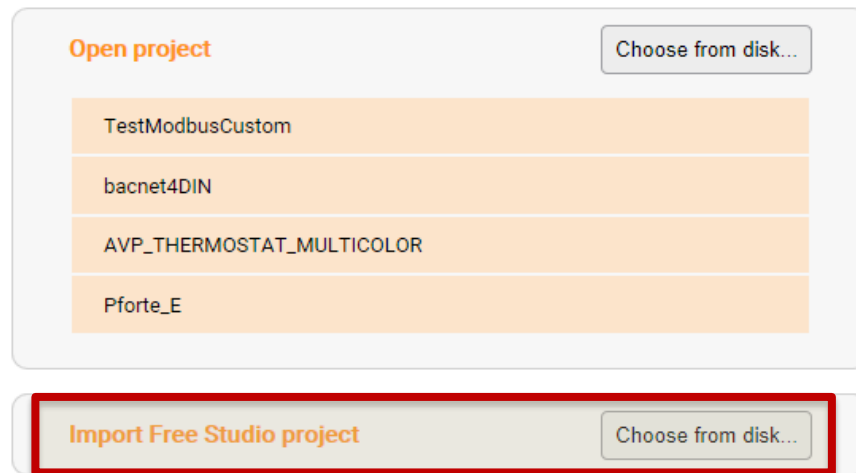 Open project
Choose from disk...
TestModbusCustom
bacnet4DIN
AVP_THERMOSTAT_MULTICOLOR
Pforte_E
Import Free Studio project
Choose from disk...